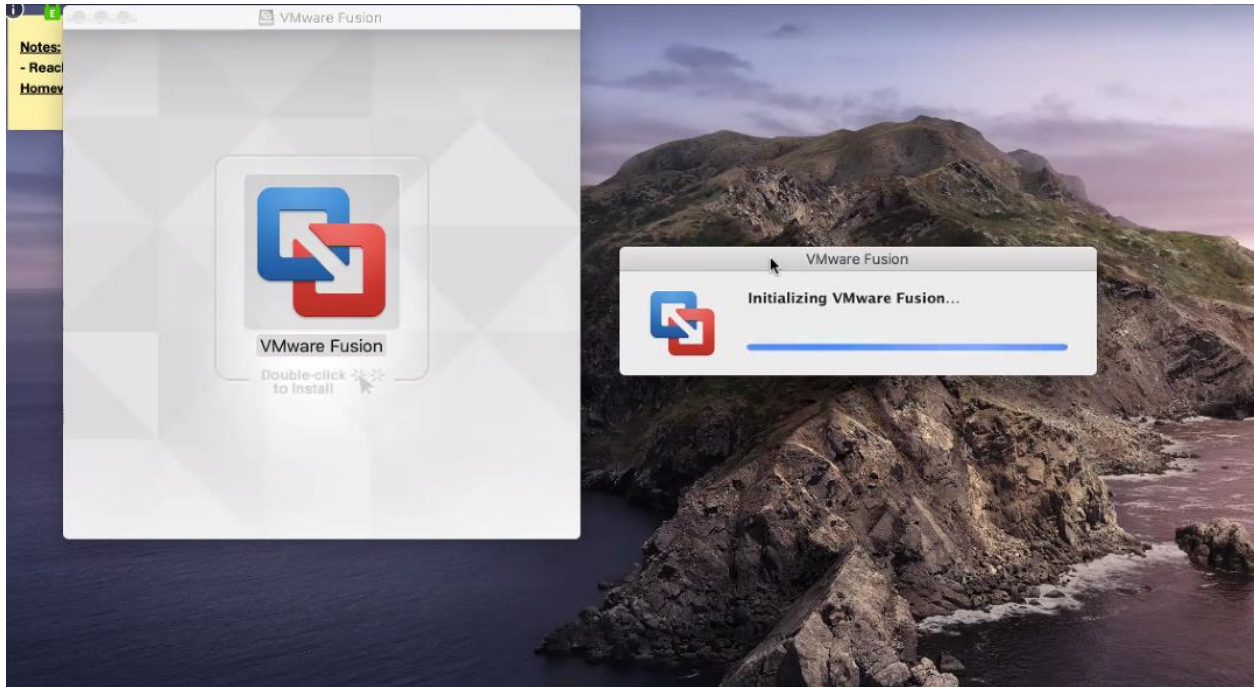 i
E
VMware Fusion
Notes:
- Reac
Homew
VMware Fusion
Double-click
to Install
VMware Fusion
Initializing VMware Fusion...